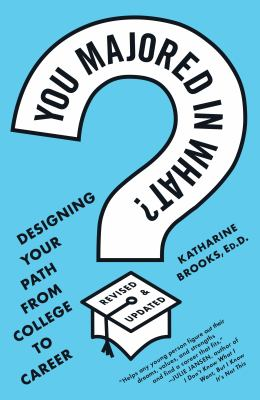 YOU MAJORED IN WHAT?
DESIGNING
YOUR
PATH
FROM
COLLEGE
TO
CAREER
KATHARINE
BROOKS, ED.D.
REVISED
&
UPDATED
"Helps any young person figure out their
dreams, values, and strengths
and find a career that fits."
—JULIE JANSEN, author of
I Don't Know What I
Want, But I Know
It's Not This